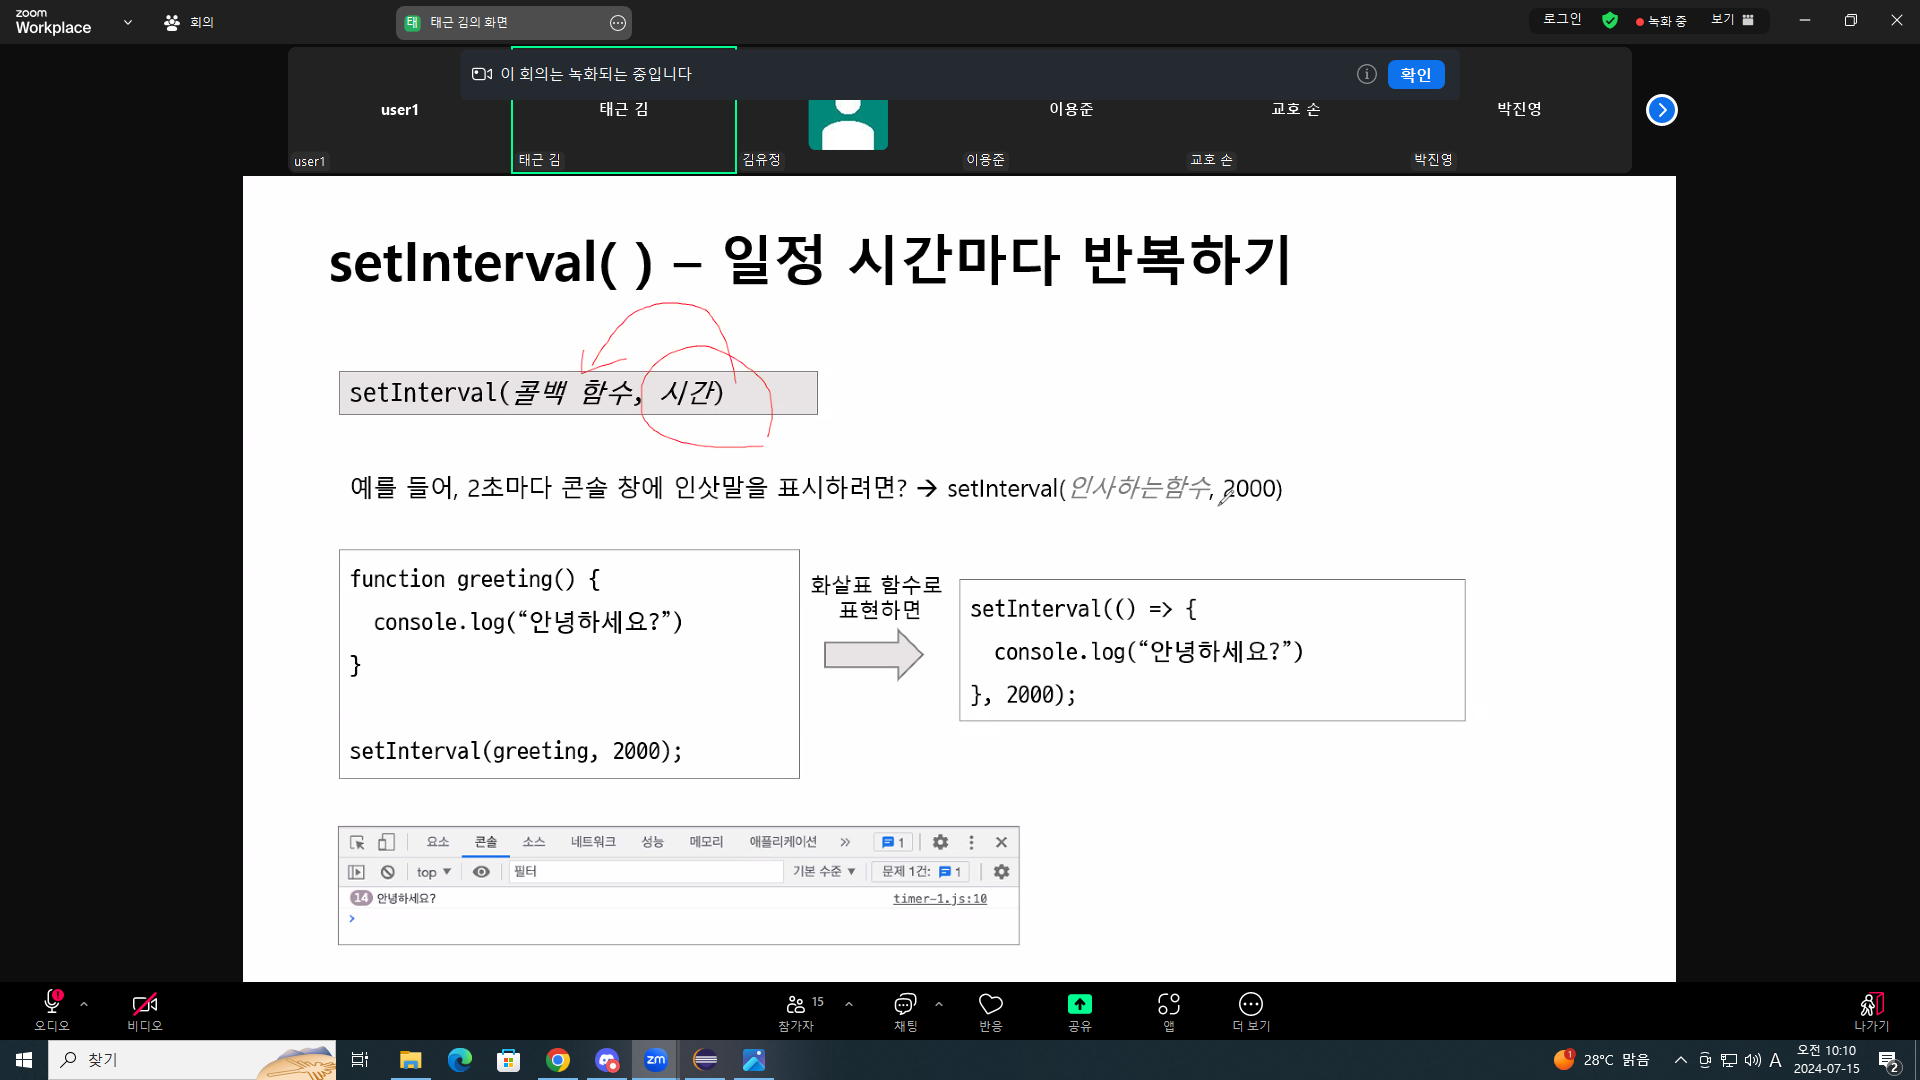 zoom
Workplace
회의
태 태근 김의 화면
로그인
녹화 중
보기
이 회의는 녹화되는 중입니다
확인
user1
태근 김
이용준
교호 손
박진영
user1
태근 김
김유정
이용준
교호 손
박진영
setInterval( ) – 일정 시간마다 반복하기
setInterval(콜백 함수, 시간)
예를 들어, 2초마다 콘솔 창에 인삿말을 표시하려면? → setInterval(인사하는함수, 2000)
function greeting() {
console.log(“안녕하세요?”)
}
setInterval(greeting, 2000);
화살표 함수로
표현하면
setInterval(() => {
console.log(“안녕하세요?”)
}, 2000);
요소 콘솔 소스 네트워크 성능 메모리 애플리케이션 » 1
top ▼ 필터 기본 수준 ▼ 문제 1건: 1
14 안녕하세요? timer-1.js:10
>
오디오
비디오
참가자 15
채팅
반응
공유
앱
더 보기
나가기
찾기
zm
1 28°C 맑음
A
오전 10:10
2024-07-15
2